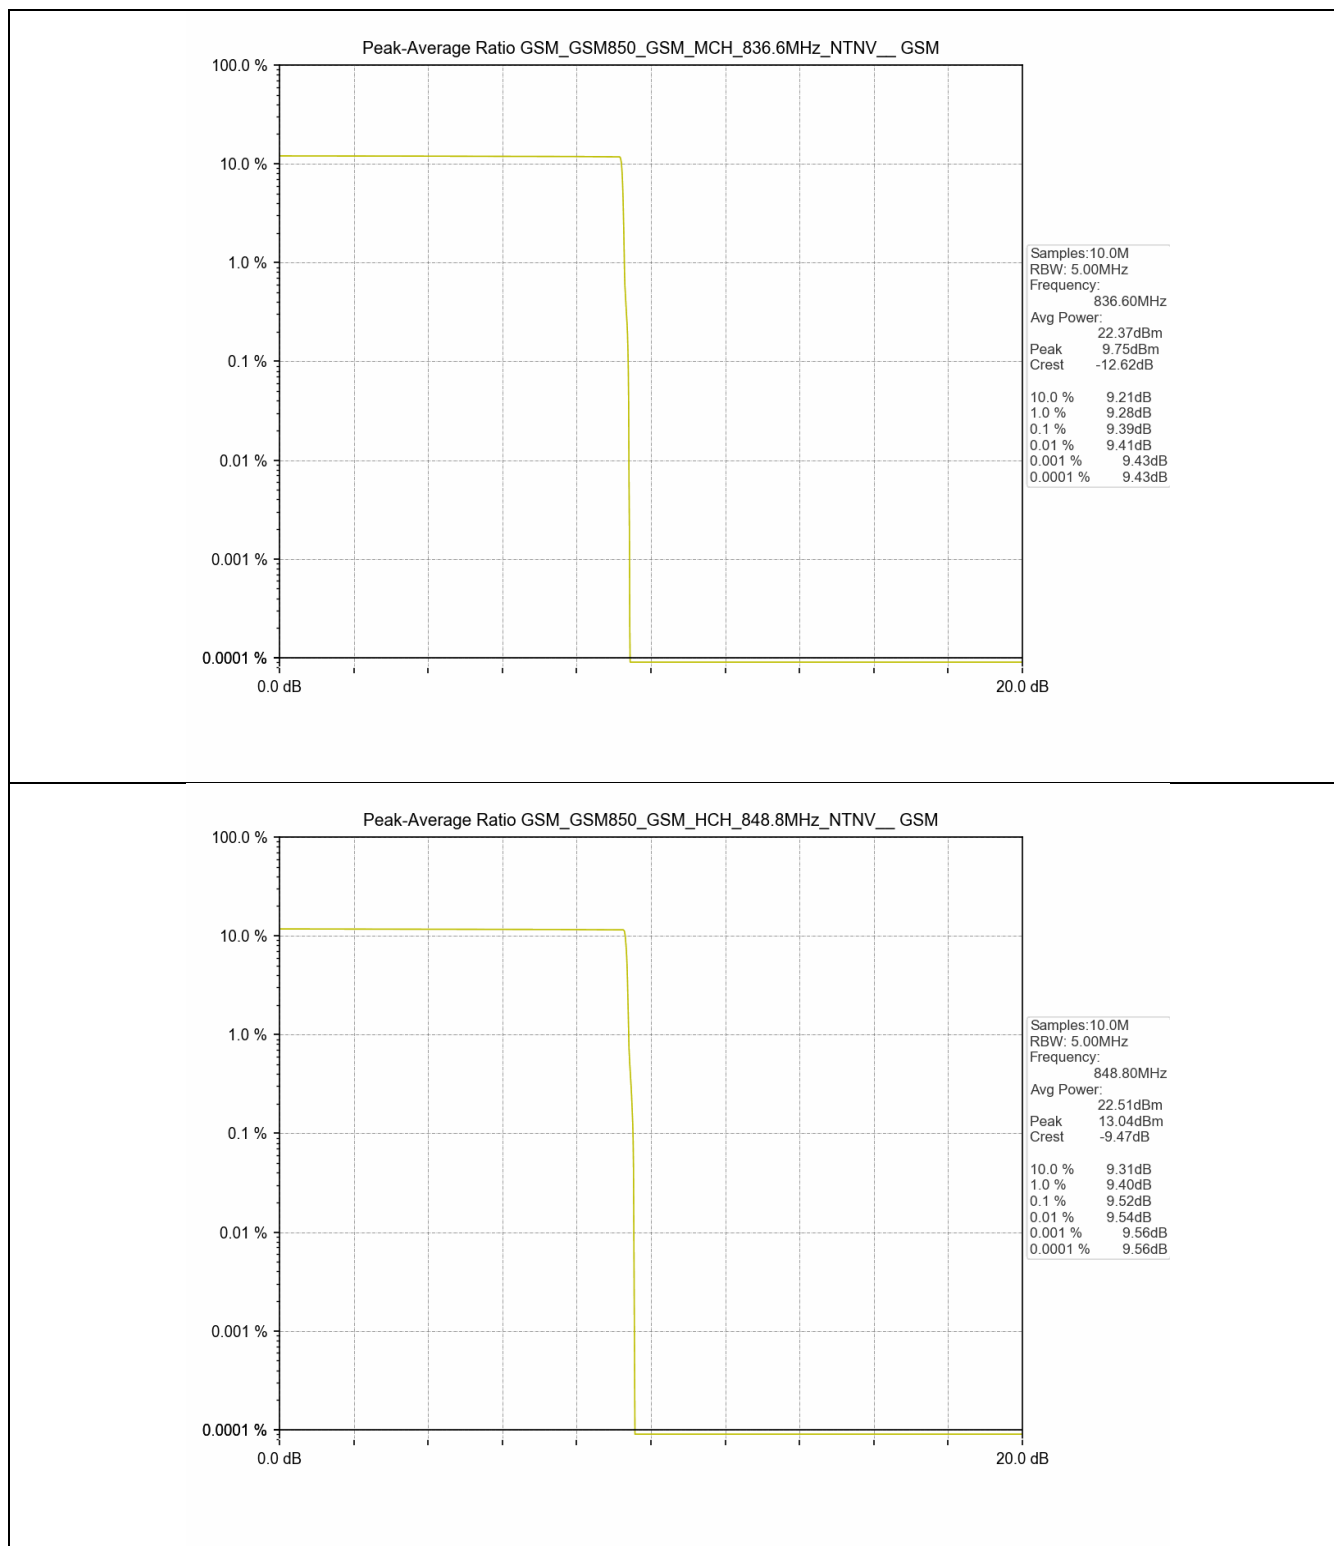 Peak-Average Ratio GSM_GSM850_GSM_MCH_836.6MHz_NTNV__ GSM
100.0 %
10.0 %
1.0 %
0.1 %
0.01 %
0.001 %
0.0001 %
0.0 dB
20.0 dB
Samples:10.0M
RBW: 5.00MHz
Frequency:
836.60MHz
Avg Power:
22.37dBm
Peak 9.75dBm
Crest -12.62dB
10.0 % 9.21dB
1.0 % 9.28dB
0.1 % 9.39dB
0.01 % 9.41dB
0.001 % 9.43dB
0.0001 % 9.43dB
Peak-Average Ratio GSM_GSM850_GSM_HCH_848.8MHz_NTNV__ GSM
100.0 %
10.0 %
1.0 %
0.1 %
0.01 %
0.001 %
0.0001 %
0.0 dB
20.0 dB
Samples:10.0M
RBW: 5.00MHz
Frequency:
848.80MHz
Avg Power:
22.51dBm
Peak 13.04dBm
Crest -9.47dB
10.0 % 9.31dB
1.0 % 9.40dB
0.1 % 9.52dB
0.01 % 9.54dB
0.001 % 9.56dB
0.0001 % 9.56dB